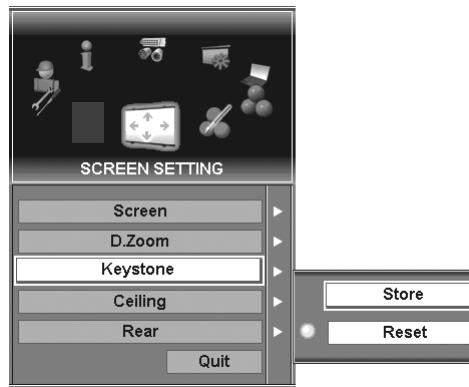 SCREEN SETTING
Screen
D.Zoom
Keystone
Store
Ceiling
Reset
Rear
Quit